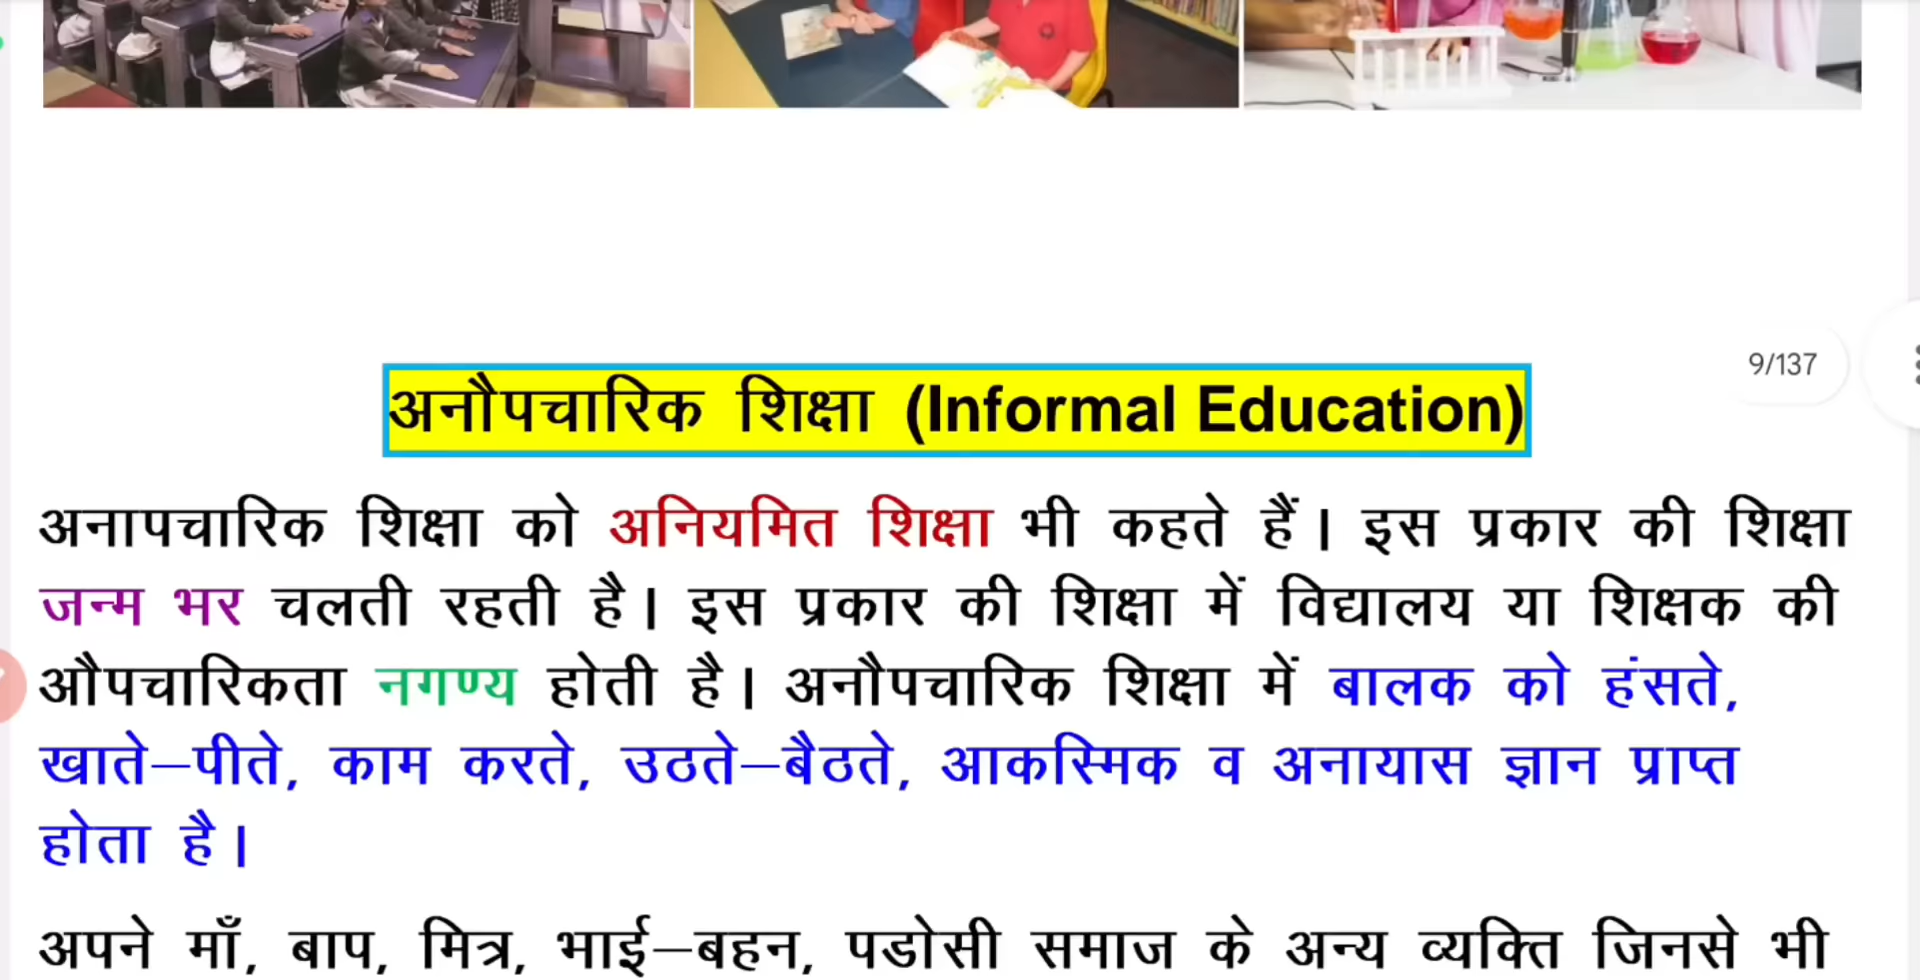 9/137
अनौपचारिक शिक्षा (Informal Education)
अनापचारिक शिक्षा को अनियमित शिक्षा भी कहते हैं। इस प्रकार की शिक्षा
जन्म भर चलती रहती है। इस प्रकार की शिक्षा में विद्यालय या शिक्षक की
औपचारिकता नगण्य होती है। अनौपचारिक शिक्षा में बालक को हंसते,
खाते–पीते, काम करते, उठते–बैठते, आकस्मिक व अनायास ज्ञान प्राप्त
होता है।
अपने माँ, बाप, मित्र, भाई–बहन, पडोसी समाज के अन्य व्यक्ति जिनसे भी